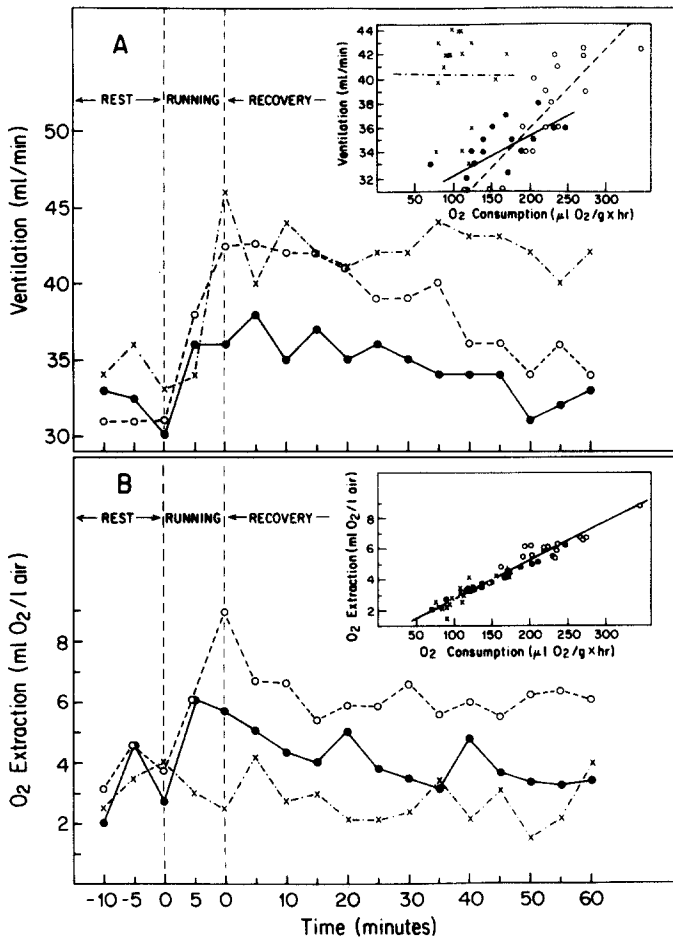 A
← REST → RUNNING ← RECOVERY —
Ventilation (ml/min)
50
45
40
35
30
Ventilation (ml/min)
44
42
40
38
36
34
32
50 100 150 200 250 300
O₂ Consumption (µl O₂/g x hr)
B
← REST → RUNNING ← RECOVERY —
O₂ Extraction (ml O₂/l air)
8
6
4
2
O₂ Extraction (ml O₂/l air)
8
6
4
2
50 100 150 200 250 300
O₂ Consumption (µl O₂/g x hr)
-10 -5 0 5 0 10 20 30 40 50 60
Time (minutes)